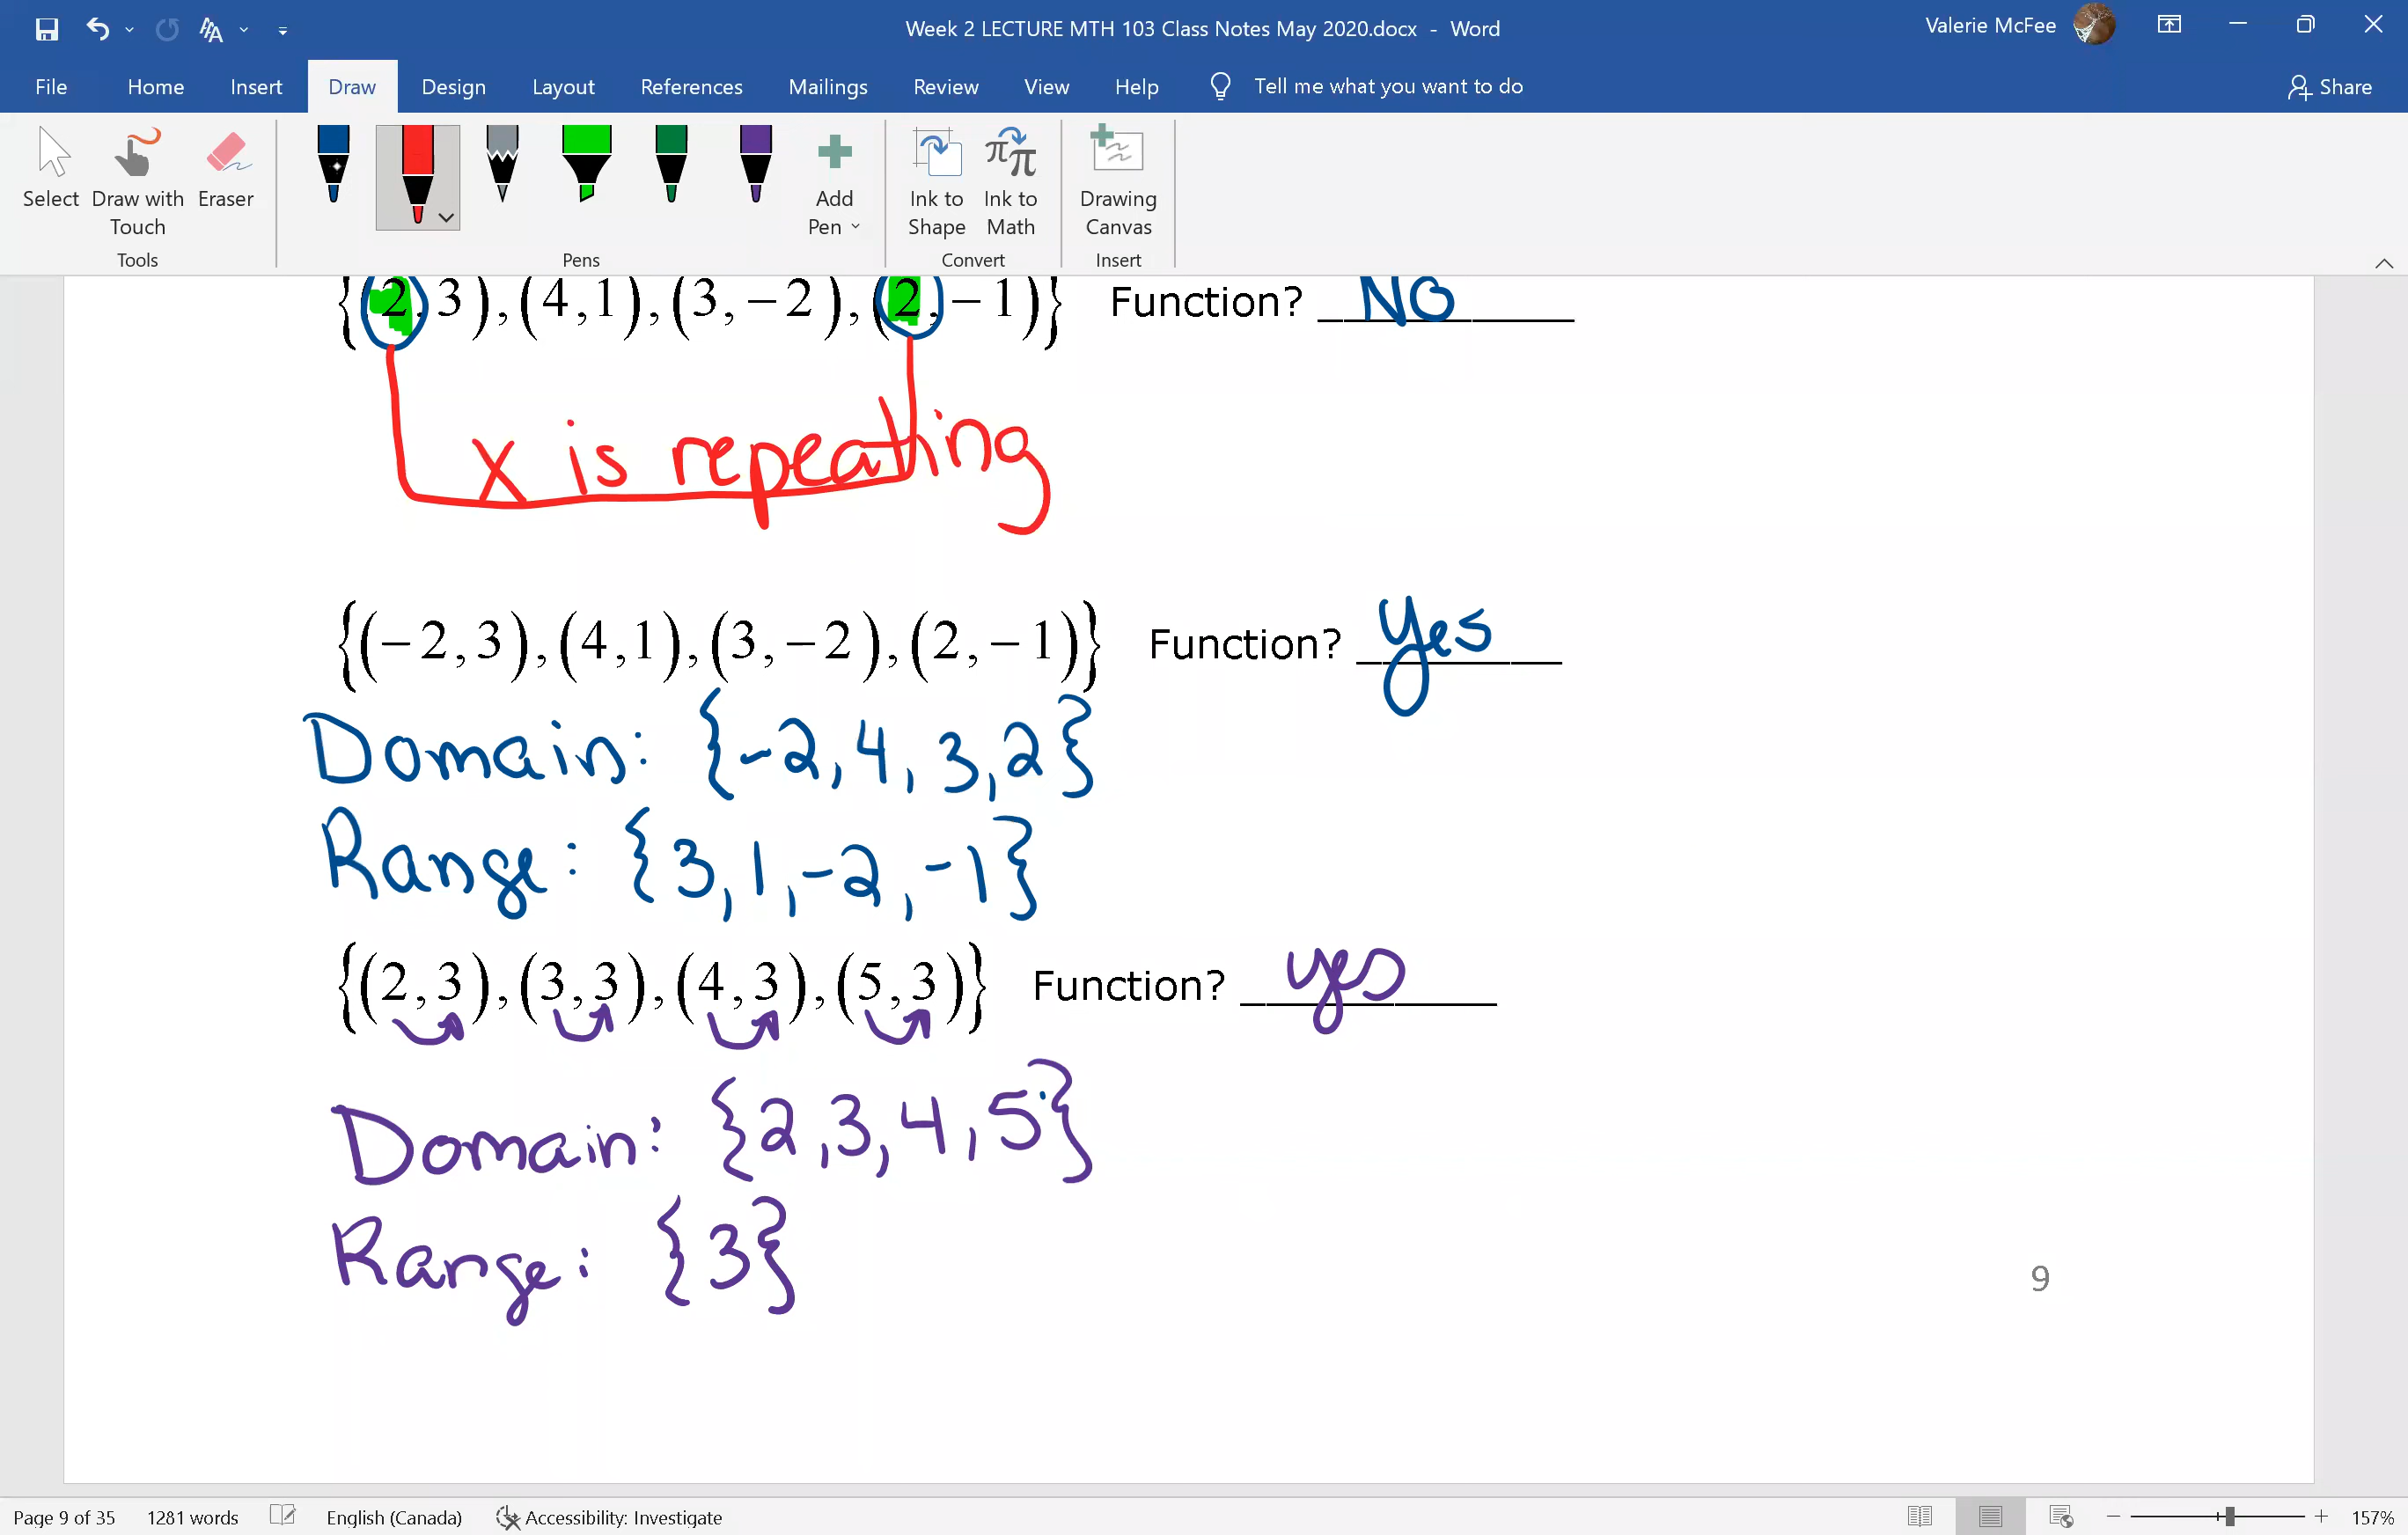 Week 2 LECTURE MTH 103 Class Notes May 2020.docx - Word
Valerie McFee
File Home Insert Draw Design Layout References Mailings Review View Help Tell me what you want to do Share
Select Draw with Touch Eraser
Add Pen
Ink to Shape Ink to Math
Drawing Canvas
Tools Pens Convert Insert
{(2,3),(4,1),(3,−2),(2,−1)} Function? NO
x is repeating
{(−2,3),(4,1),(3,−2),(2,−1)} Function? yes
Domain: {-2,4,3,2}
Range: {3,1,-2,-1}
{(2,3),(3,3),(4,3),(5,3)} Function? yes
Domain: {2,3,4,5}
Range: {3}
9
Page 9 of 35 1281 words English (Canada) Accessibility: Investigate 157%